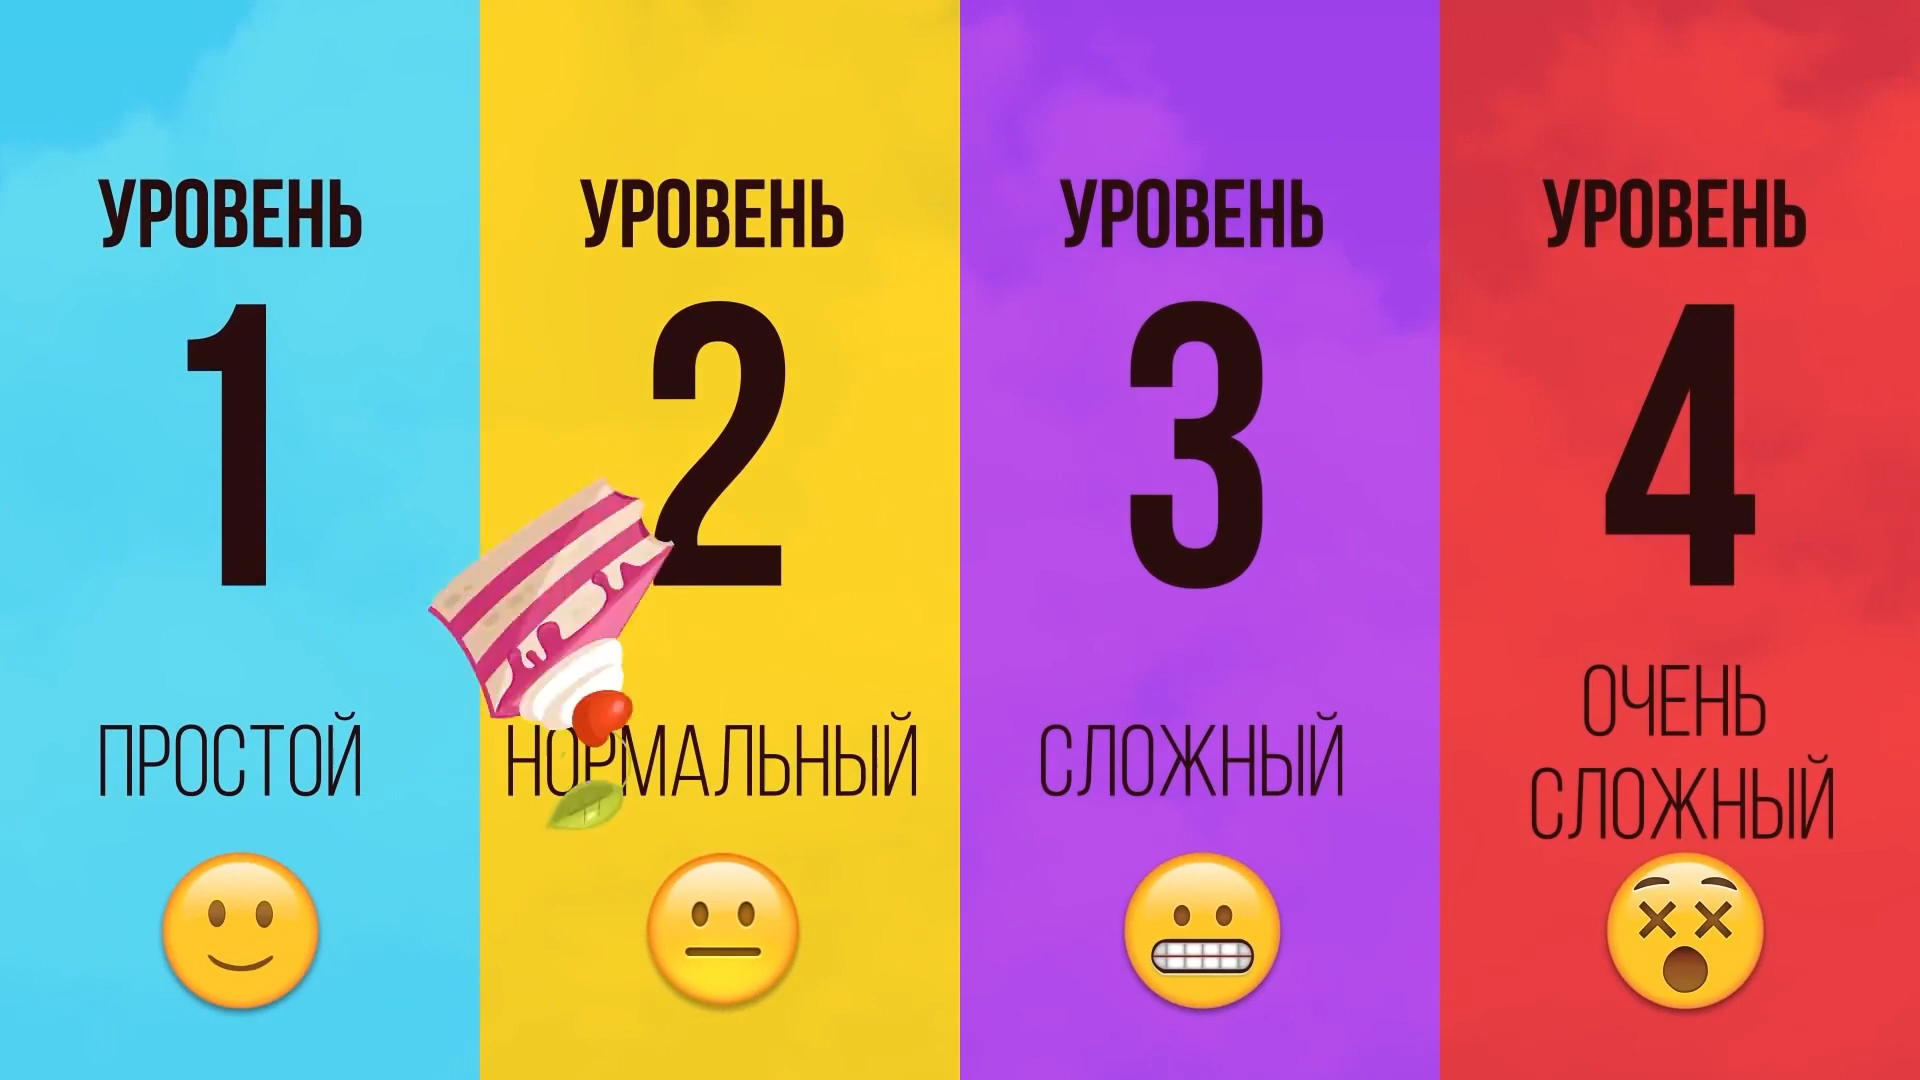 УРОВЕНЬ
1
ПРОСТОЙ
УРОВЕНЬ
2
НОРМАЛЬНЫЙ
УРОВЕНЬ
3
СЛОЖНЫЙ
УРОВЕНЬ
4
ОЧЕНЬ
СЛОЖНЫЙ